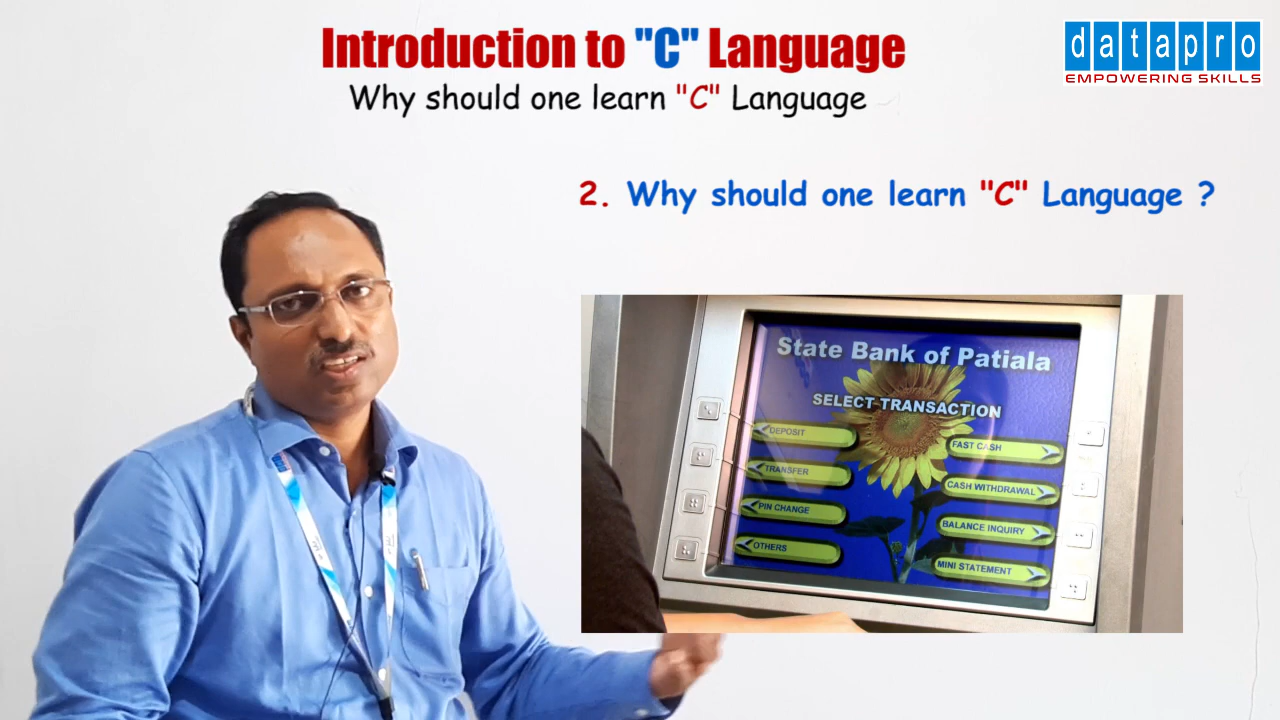 Introduction to "C" Language
Why should one learn "C" Language
datapro
EMPOWERING SKILLS
2. Why should one learn "C" Language ?
State Bank of Patiala
SELECT TRANSACTION
DEPOSIT
FAST CASH
TRANSFER
CASH WITHDRAWAL
PIN CHANGE
BALANCE INQUIRY
OTHERS
MINI STATEMENT